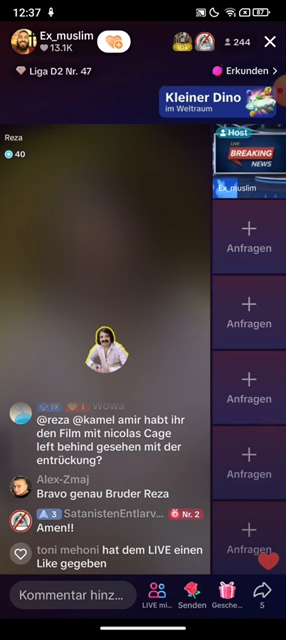 12:37
87
Ex_muslim
13.1K
244
Liga D2 Nr. 47
Erkunden
Kleiner Dino
im Weltraum
Reza
40
Host
LIVE
BREAKING
NEWS
Ex_muslim
Anfragen
Anfragen
Anfragen
Anfragen
Anfragen
19 1 Wowa
@reza @kamel amir habt ihr
den Film mit nicolas Cage
left behind gesehen mit der
entrückung?
Alex-Zmaj
Bravo genau Bruder Reza
3 SatanistenEntlarv... Nr. 2
Amen!!
toni mehoni hat dem LIVE einen
Like gegeben
Kommentar hinz...
LIVE mi...
Senden
Gesche...
5